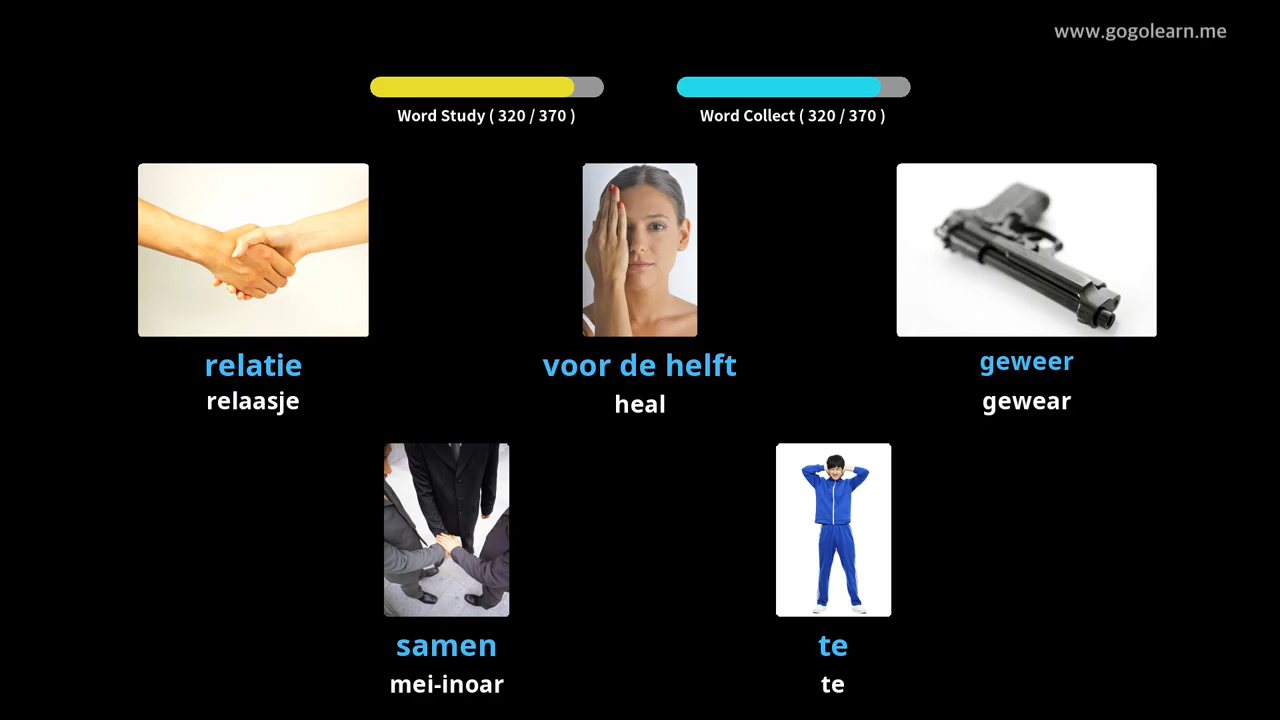 www.gogolearn.me
Word Study ( 320 / 370 )
Word Collect ( 320 / 370 )
relatie
relaasje
voor de helft
heal
geweer
gewear
samen
mei-inoar
te
te